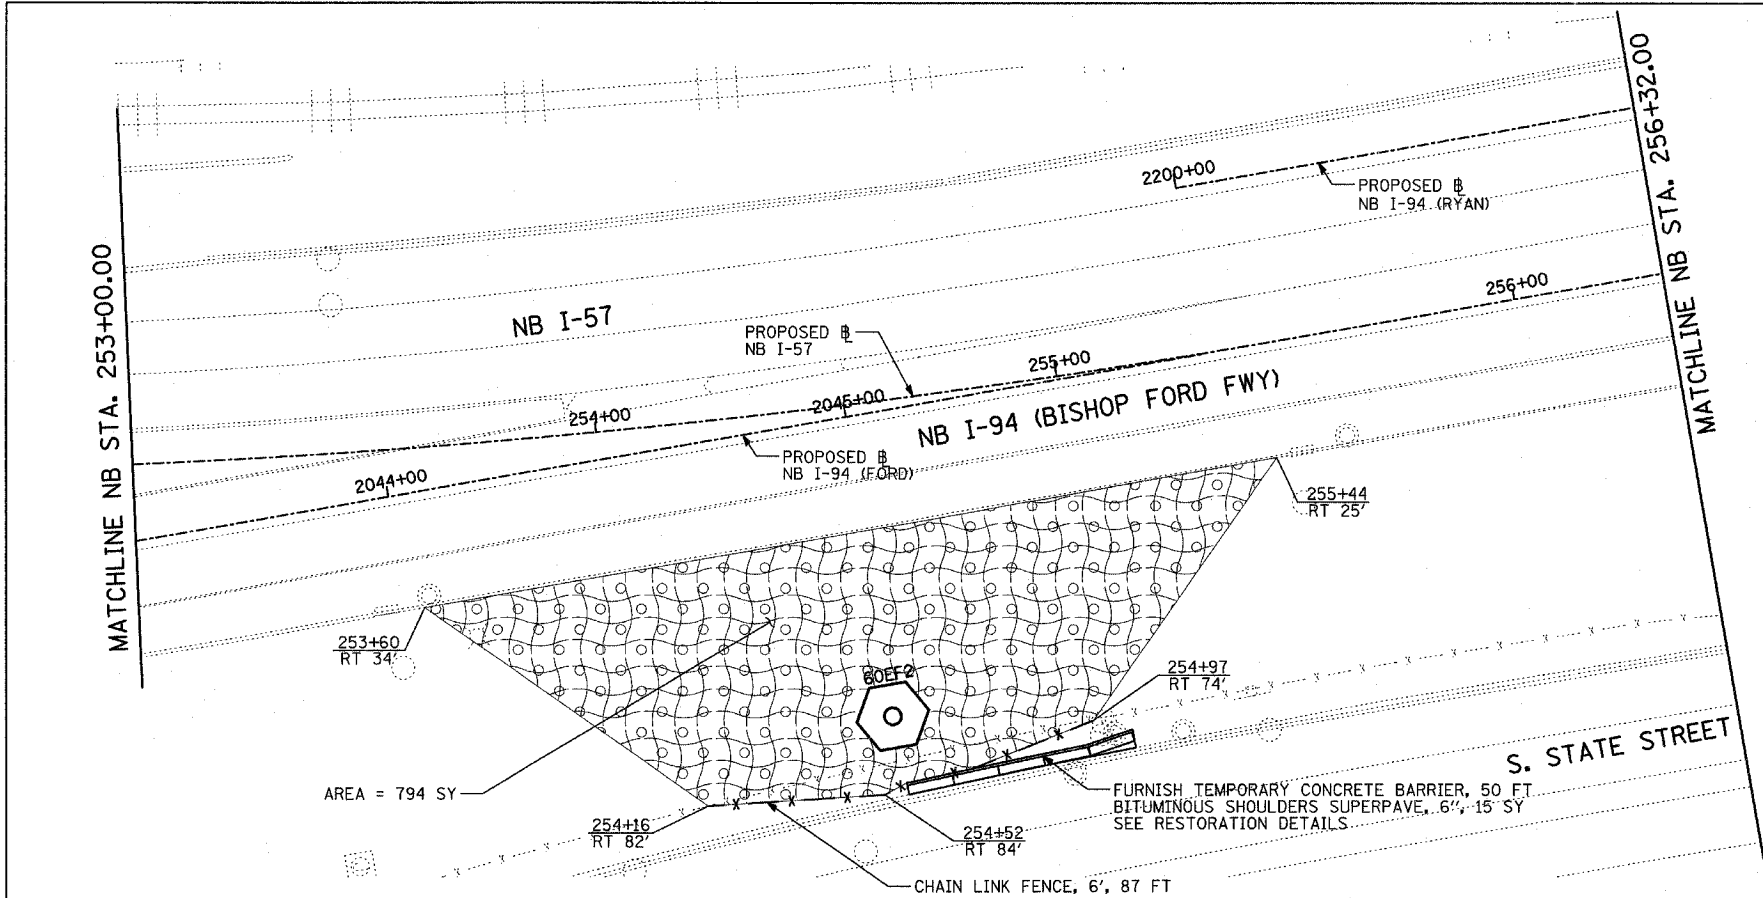 MATCHLINE NB STA. 253+00.00
MATCHLINE NB STA. 256+32.00
2200+00
PROPOSED ℄
NB I-94 (RYAN)
NB I-57
PROPOSED ℄
NB I-57
256+00
255+00
2045+00
254+00
NB I-94 (BISHOP FORD FWY)
PROPOSED ℄
NB I-94 (FORD)
2044+00
255+44
RT 25'
253+60
RT 34'
60EF2
254+97
RT 74'
S. STATE STREET
AREA = 794 SY
254+16
RT 82'
254+52
RT 84'
FURNISH TEMPORARY CONCRETE BARRIER, 50 FT
BITUMINOUS SHOULDERS SUPERPAVE, 6", 15 SY
SEE RESTORATION DETAILS
CHAIN LINK FENCE, 6', 87 FT